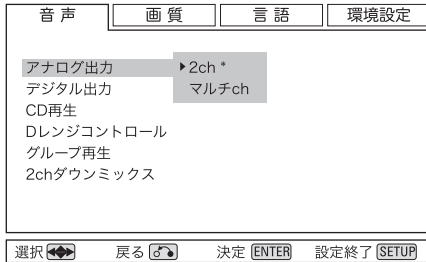 音声 画質 言語 環境設定
アナログ出力 ▶2ch *
デジタル出力 マルチch
CD再生
Dレンジコントロール
グループ再生
2chダウンミックス
選択 戻る 決定 ENTER 設定終了 SETUP